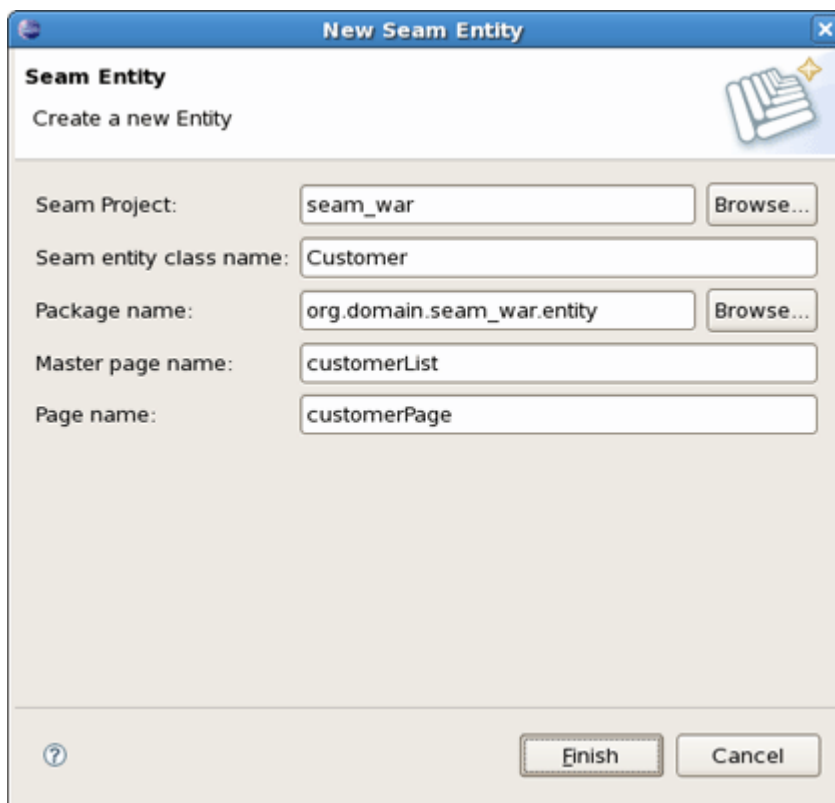 New Seam Entity
Seam Entity
Create a new Entity
Seam Project: seam_war Browse...
Seam entity class name: Customer
Package name: org.domain.seam_war.entity Browse...
Master page name: customerList
Page name: customerPage
? Finish Cancel